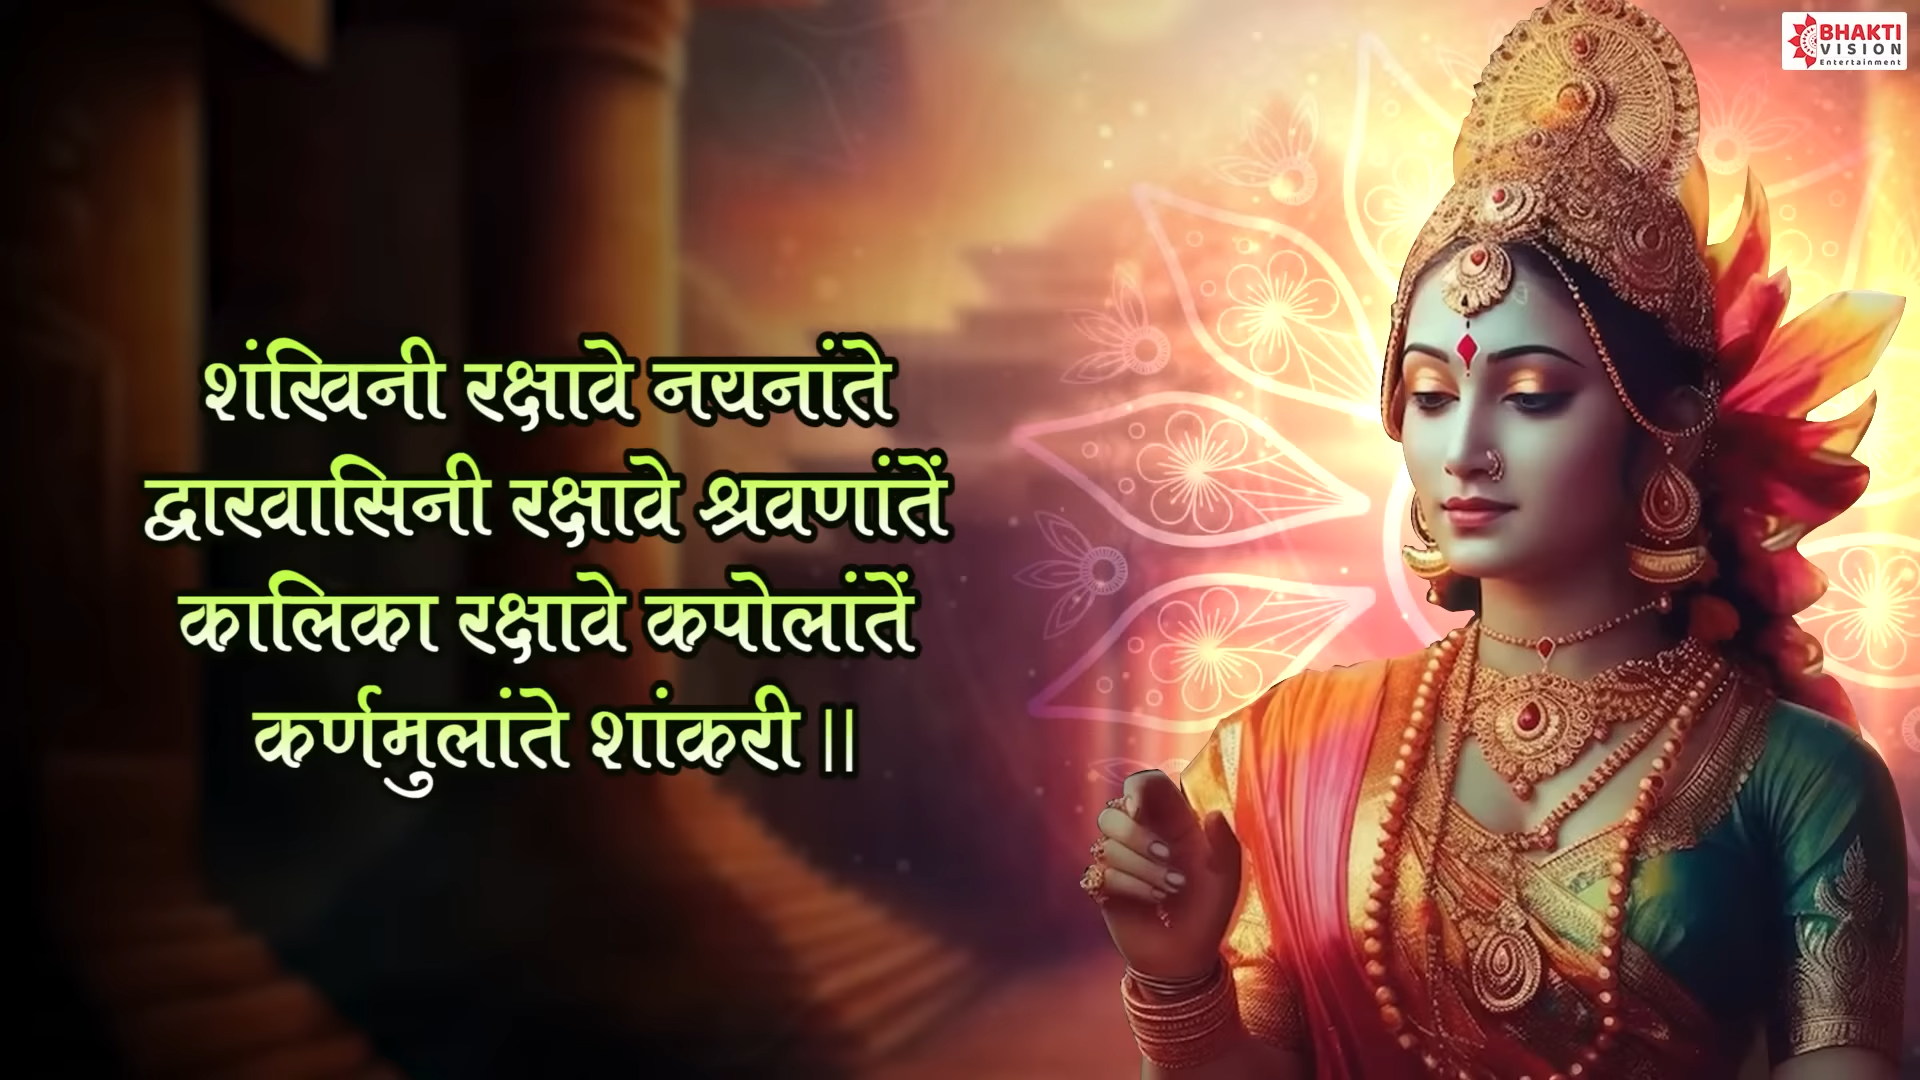 BHAKTI
VISION
Entertainment
शंखिनी रक्षावे नयनांते
द्वारवासिनी रक्षावे श्रवणांतें
कालिका रक्षावे कपोलांतें
कर्णमुलांते शांकरी ||